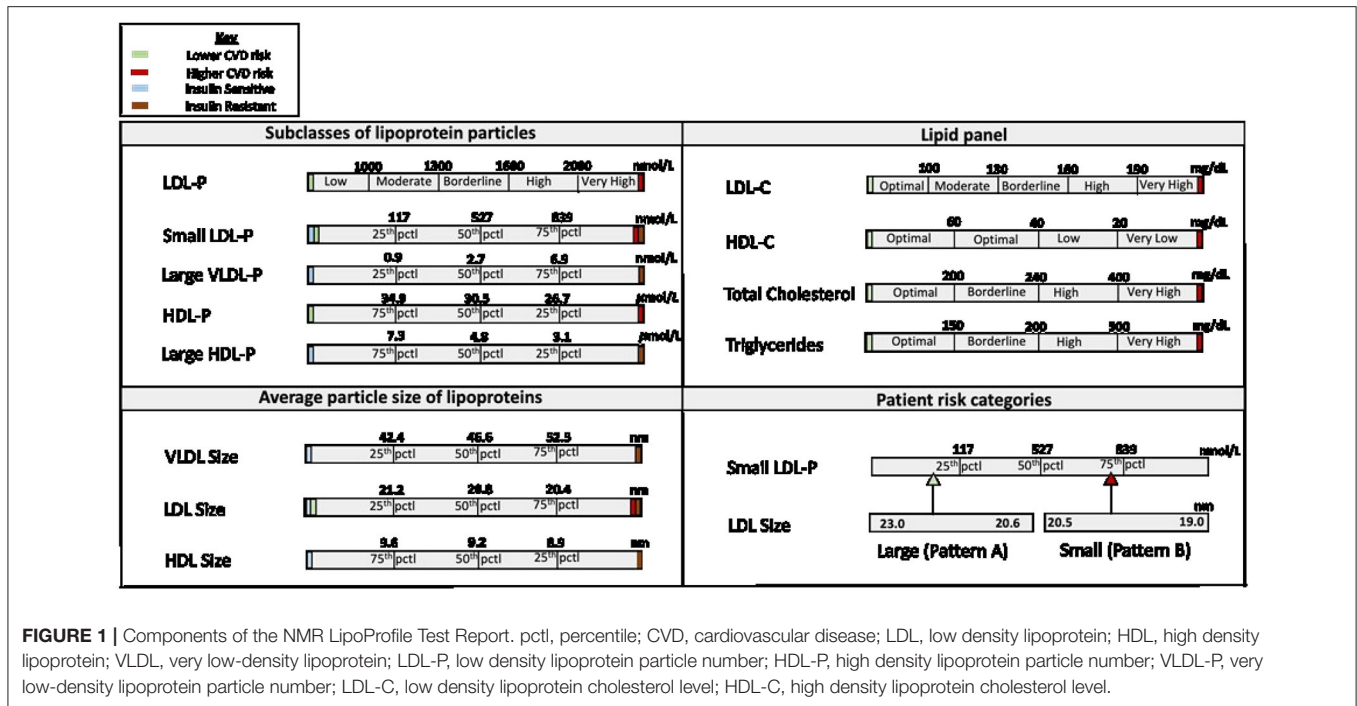 Key
Lower CVD risk
Higher CVD risk
Insulin Sensitive
Insulin Resistant
Subclasses of lipoprotein particles
1000 1300 1600 2000 nmol/L
LDL-P Low Moderate Borderline High Very High
117 527 839 nmol/L
Small LDL-P 25th pctl 50th pctl 75th pctl
0.9 2.7 6.9 nmol/L
Large VLDL-P 25th pctl 50th pctl 75th pctl
34.9 30.5 26.7 μmol/L
HDL-P 75th pctl 50th pctl 25th pctl
7.3 4.8 3.1 μmol/L
Large HDL-P 75th pctl 50th pctl 25th pctl
Lipid panel
100 130 160 190 mg/dL
LDL-C Optimal Moderate Borderline High Very High
60 40 20 mg/dL
HDL-C Optimal Optimal Low Very Low
200 240 400 mg/dL
Total Cholesterol Optimal Borderline High Very High
150 200 500 mg/dL
Triglycerides Optimal Borderline High Very High
Average particle size of lipoproteins
42.4 46.6 52.5 nm
VLDL Size 25th pctl 50th pctl 75th pctl
21.2 20.8 20.4 nm
LDL Size 25th pctl 50th pctl 75th pctl
9.6 9.2 8.9 nm
HDL Size 75th pctl 50th pctl 25th pctl
Patient risk categories
117 527 839 nmol/L
Small LDL-P 25th pctl 50th pctl 75th pctl
nm
LDL Size 23.0 20.6 20.5 19.0
Large (Pattern A) Small (Pattern B)
FIGURE 1 | Components of the NMR LipoProfile Test Report. pctl, percentile; CVD, cardiovascular disease; LDL, low density lipoprotein; HDL, high density
lipoprotein; VLDL, very low-density lipoprotein; LDL-P, low density lipoprotein particle number; HDL-P, high density lipoprotein particle number; VLDL-P, very
low-density lipoprotein particle number; LDL-C, low density lipoprotein cholesterol level; HDL-C, high density lipoprotein cholesterol level.